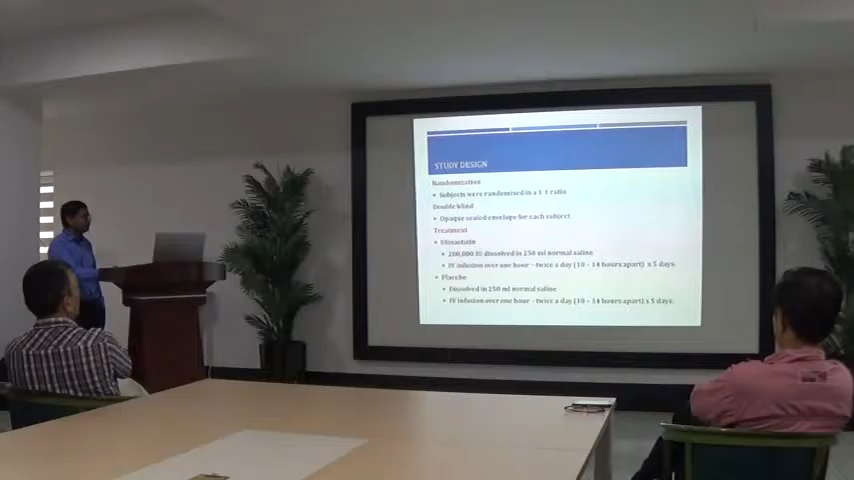 STUDY DESIGN
Randomization
Subjects were randomised in a 1:1 ratio
Double blind
Opaque sealed envelope for each subject
Treatment
Ulinastatin
200,000 IU dissolved in 250 ml normal saline
IV infusion over one hour - twice a day (10 - 14 hours apart) x 5 days.
Placebo
Dissolved in 250 ml normal saline
IV infusion over one hour - twice a day (10 - 14 hours apart) x 5 days.